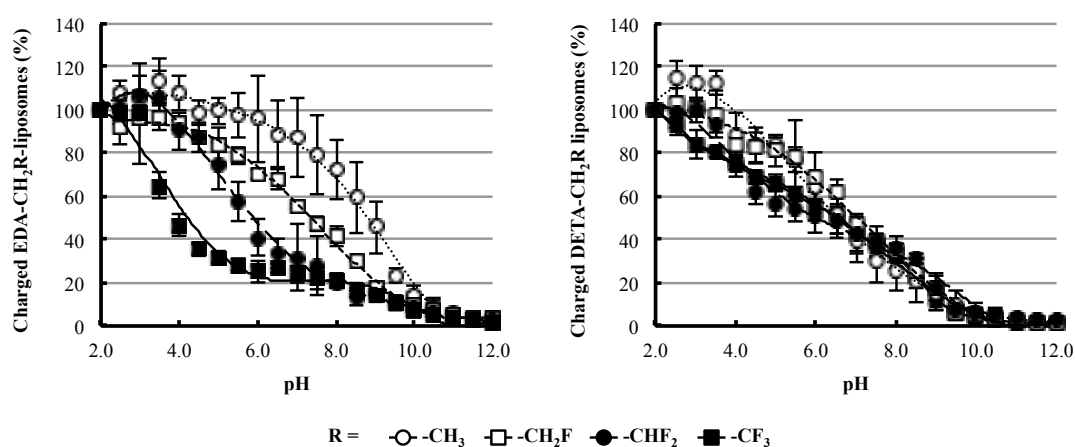 Charged EDA-CH₂R-liposomes (%)
140
120
100
80
60
40
20
0
2.0 4.0 6.0 8.0 10.0 12.0
pH
Charged DETA-CH₂R liposomes (%)
140
120
100
80
60
40
20
0
2.0 4.0 6.0 8.0 10.0 12.0
pH
R = -CH₃ -CH₂F -CHF₂ -CF₃